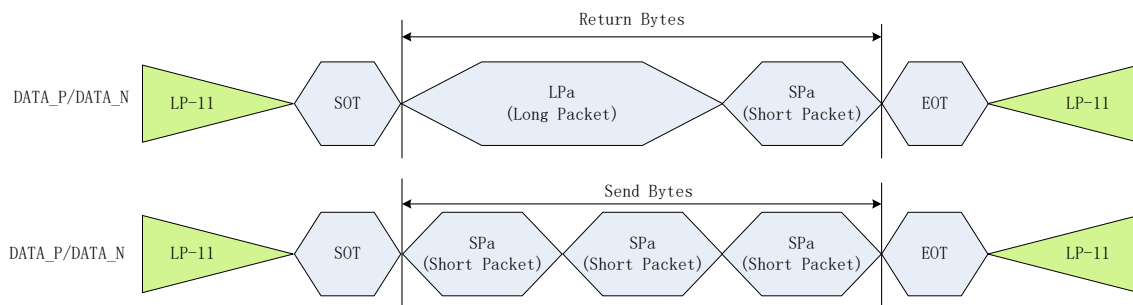 Return Bytes
DATA_P/DATA_N
LP-11
SOT
LPa
(Long Packet)
SPa
(Short Packet)
EOT
LP-11
Send Bytes
DATA_P/DATA_N
LP-11
SOT
SPa
(Short Packet)
SPa
(Short Packet)
SPa
(Short Packet)
EOT
LP-11